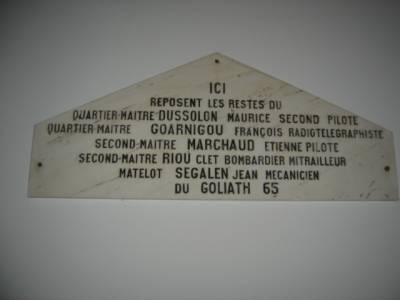 ICI
REPOSENT LES RESTES DU
QUARTIER-MAITRE DUSSOLON MAURICE SECOND PILOTE
QUARTIER-MAITRE GOARNIGOU FRANÇOIS RADIOTELEGRAPHISTE
SECOND-MAITRE MARCHAUD ETIENNE PILOTE
SECOND-MAITRE RIOU CLET BOMBARDIER MITRAILLEUR
MATELOT SEGALEN JEAN MECANICIEN
DU GOLIATH 65